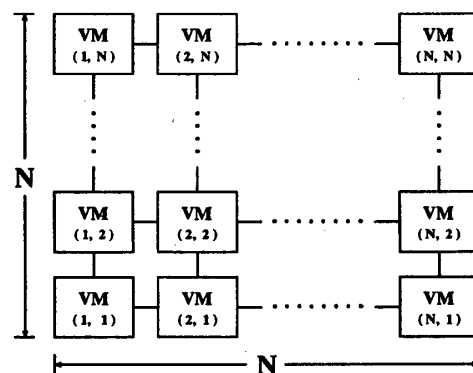 VM VM VM
(1, N) (2, N) (N, N)
N
VM VM VM
(1, 2) (2, 2) (N, 2)
VM VM VM
(1, 1) (2, 1) (N, 1)
N